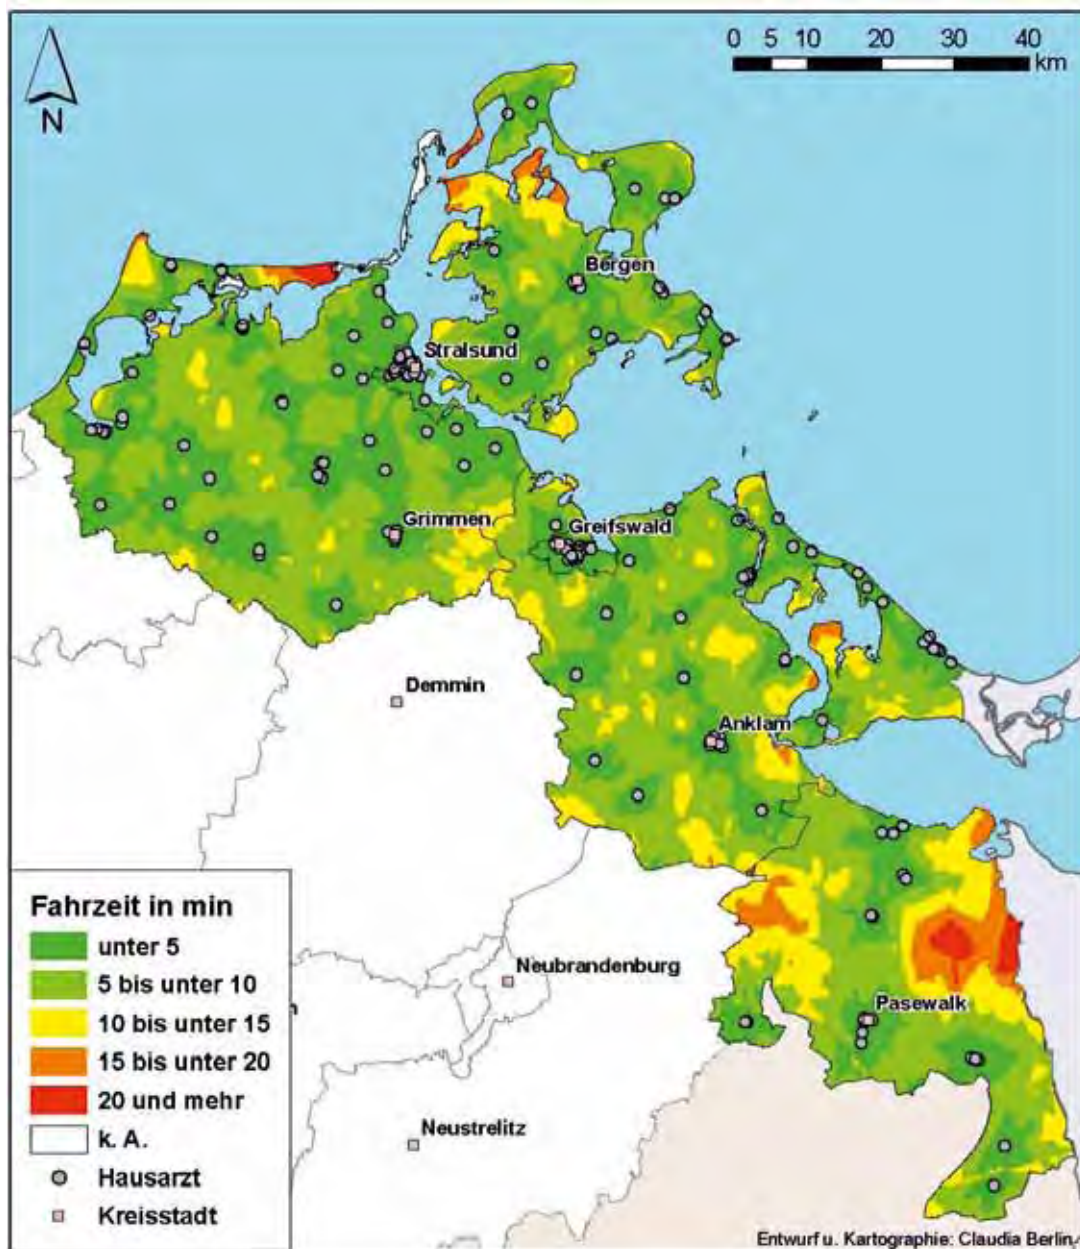 0 5 10 20 30 40
km
N
Bergen
Stralsund
Grimmen
Greifswald
Demmin
Anklam
Neubrandenburg
Pasewalk
Neustrelitz
Fahrzeit in min
unter 5
5 bis unter 10
10 bis unter 15
15 bis unter 20
20 und mehr
k. A.
Hausarzt
Kreisstadt
Entwurf u. Kartographie: Claudia Berlin